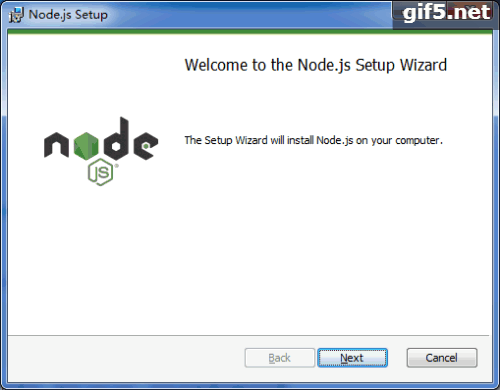 Node.js Setup
gif5.net
Welcome to the Node.js Setup Wizard
The Setup Wizard will install Node.js on your computer.
node
JS
Back
Next
Cancel